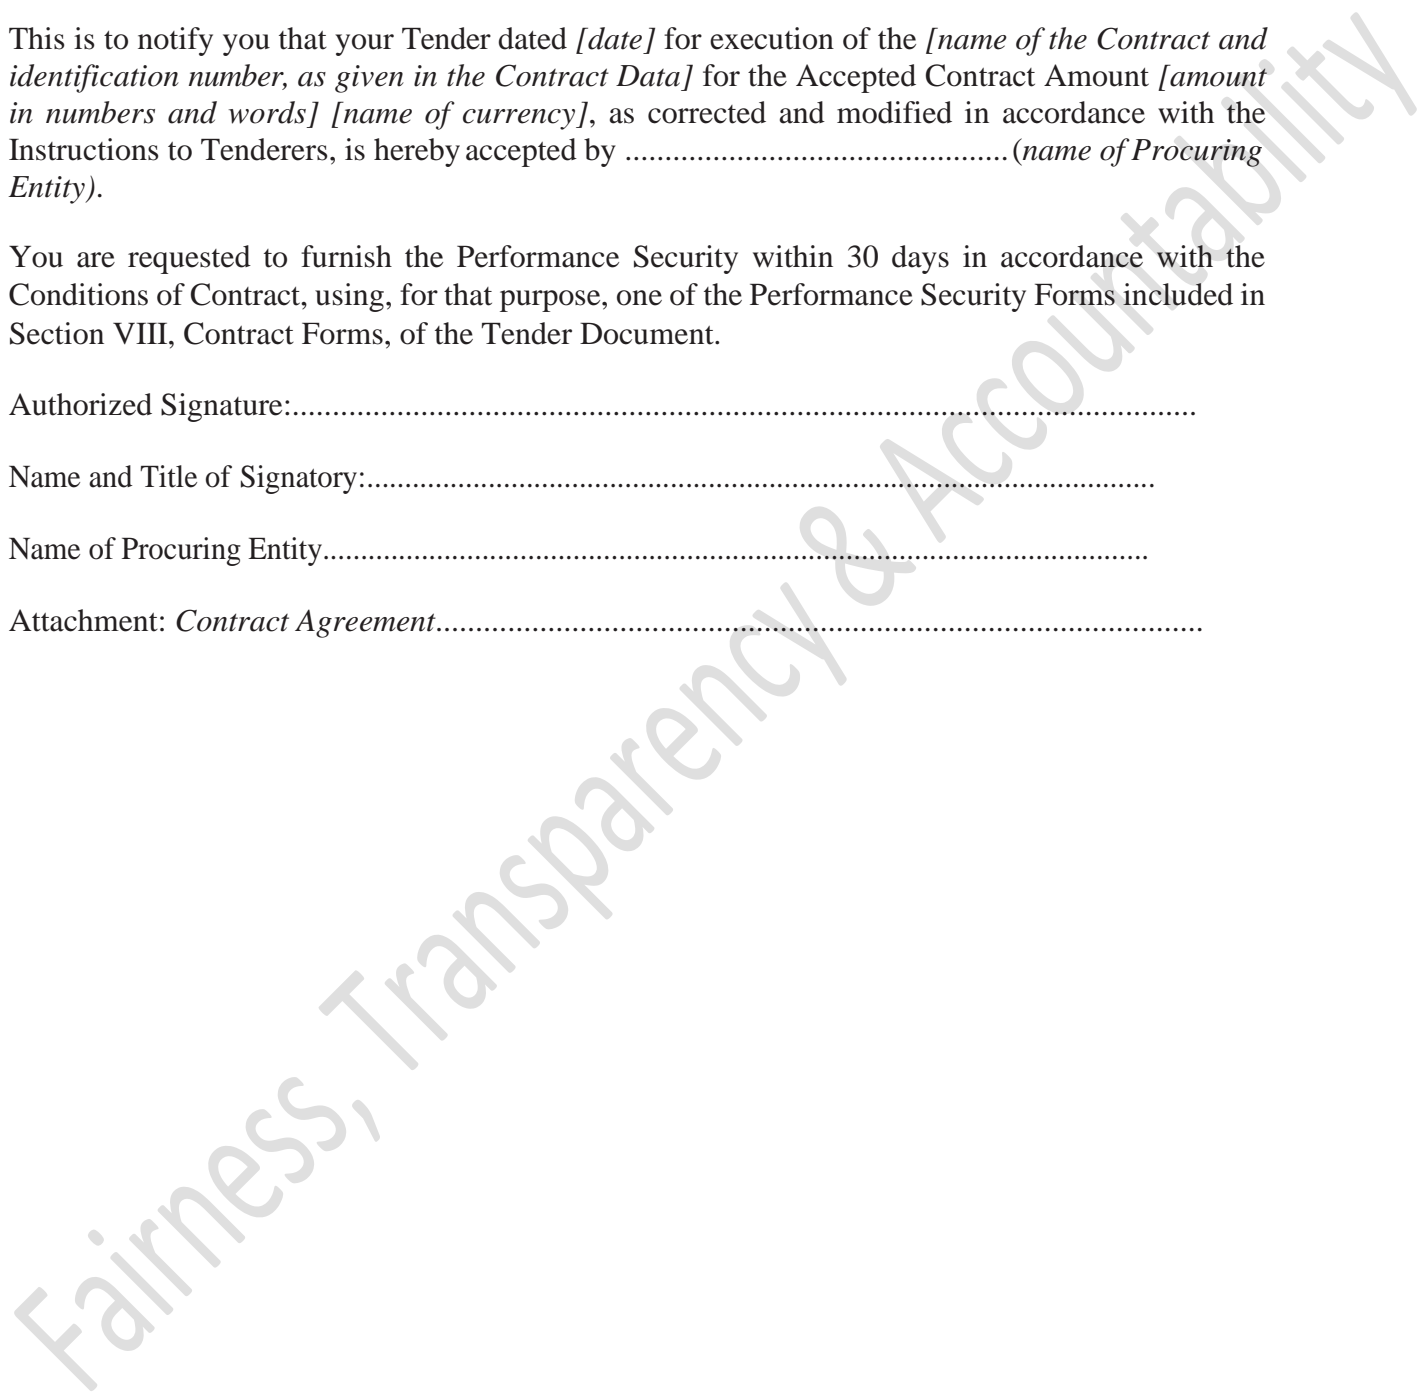 This is to notify you that your Tender dated [date] for execution of the [name of the Contract and
identification number, as given in the Contract Data] for the Accepted Contract Amount [amount
in numbers and words] [name of currency], as corrected and modified in accordance with the
Instructions to Tenderers, is hereby accepted by ................................................ (name of Procuring
Entity).
You are requested to furnish the Performance Security within 30 days in accordance with the
Conditions of Contract, using, for that purpose, one of the Performance Security Forms included in
Section VIII, Contract Forms, of the Tender Document.
Authorized Signature:.................................................................................................................
Name and Title of Signatory:.......................................................................................................
Name of Procuring Entity............................................................................................................
Attachment: Contract Agreement................................................................................................
Fairness, Transparency & Accountability